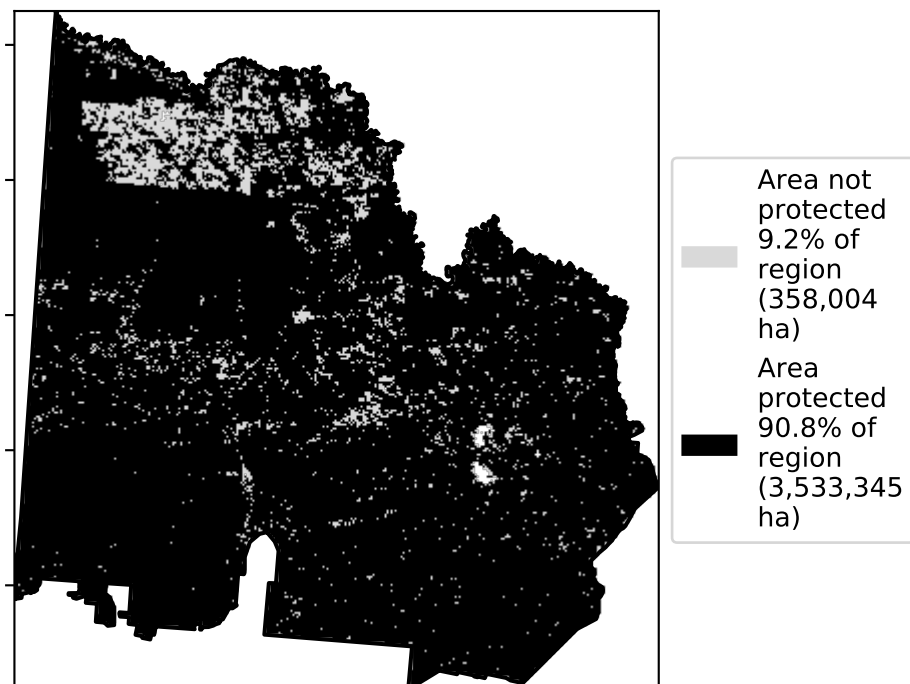 Area not
protected
9.2% of
region
(358,004
ha)
Area
protected
90.8% of
region
(3,533,345
ha)